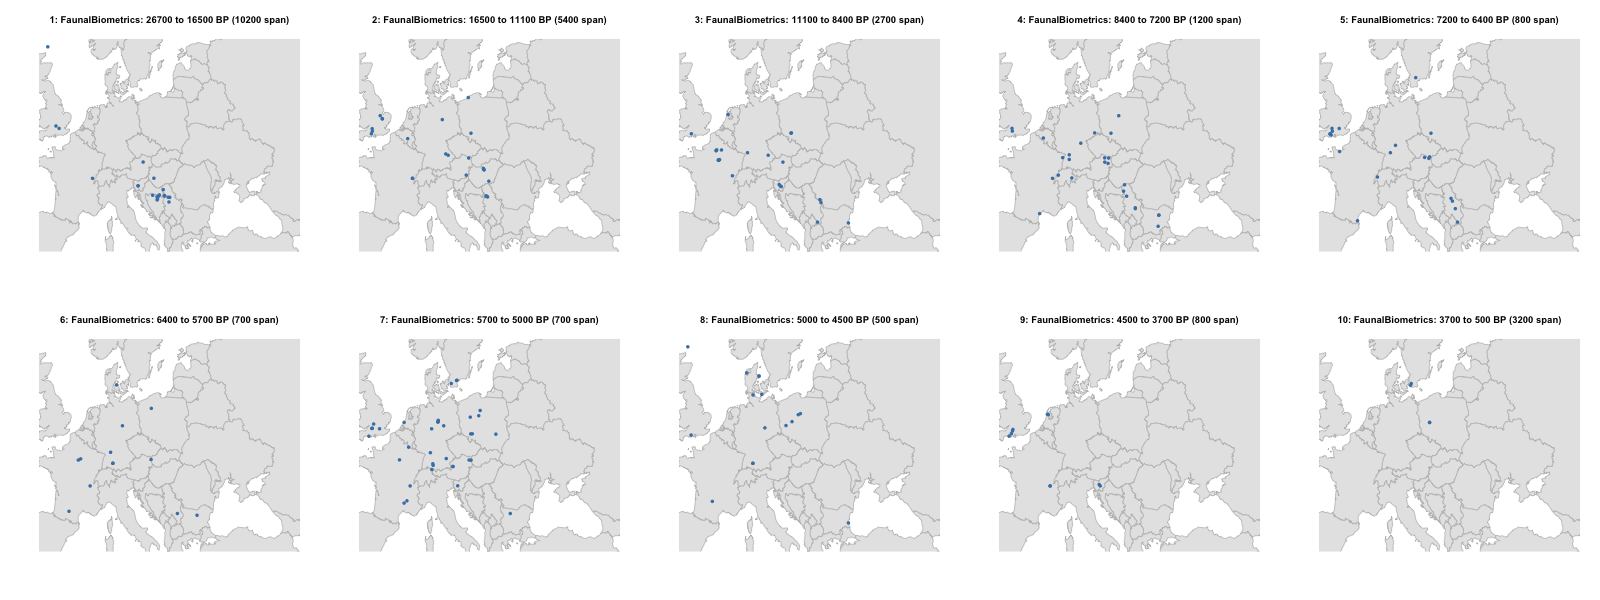 1: FaunalBiometrics: 26700 to 16500 BP (10200 span)
2: FaunalBiometrics: 16500 to 11100 BP (5400 span)
3: FaunalBiometrics: 11100 to 8400 BP (2700 span)
4: FaunalBiometrics: 8400 to 7200 BP (1200 span)
5: FaunalBiometrics: 7200 to 6400 BP (800 span)
6: FaunalBiometrics: 6400 to 5700 BP (700 span)
7: FaunalBiometrics: 5700 to 5000 BP (700 span)
8: FaunalBiometrics: 5000 to 4500 BP (500 span)
9: FaunalBiometrics: 4500 to 3700 BP (800 span)
10: FaunalBiometrics: 3700 to 500 BP (3200 span)